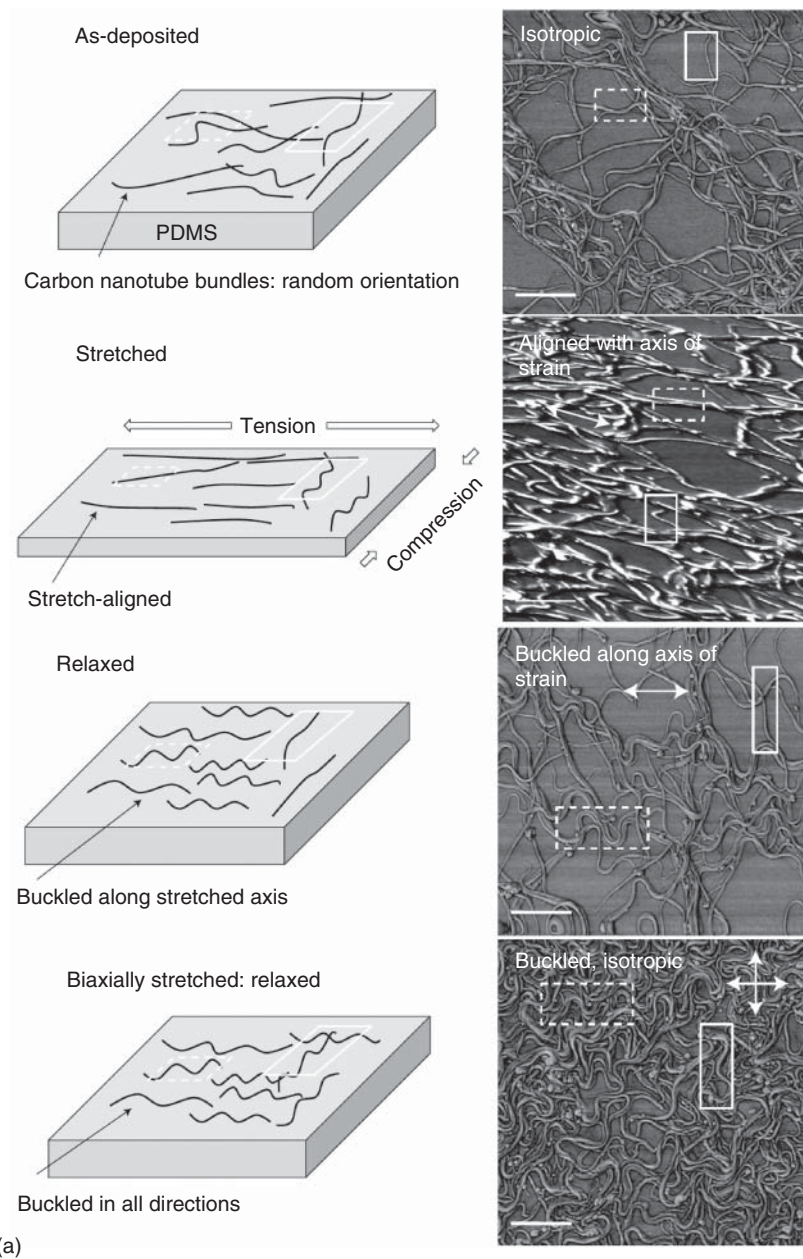 As-deposited
Isotropic
PDMS
Carbon nanotube bundles: random orientation
Stretched
Aligned with axis of
strain
Tension
Compression
Stretch-aligned
Relaxed
Buckled along axis of
strain
Buckled along stretched axis
Biaxially stretched: relaxed
Buckled, isotropic
Buckled in all directions
(a)